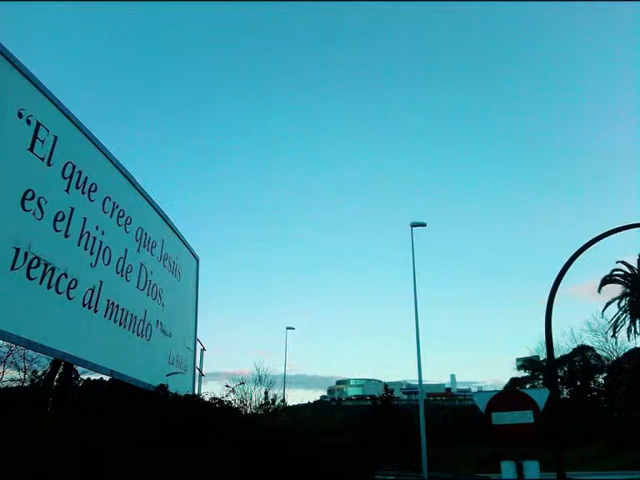 “El que cree que Jesús
es el hijo de Dios,
vence al mundo”
La Biblia